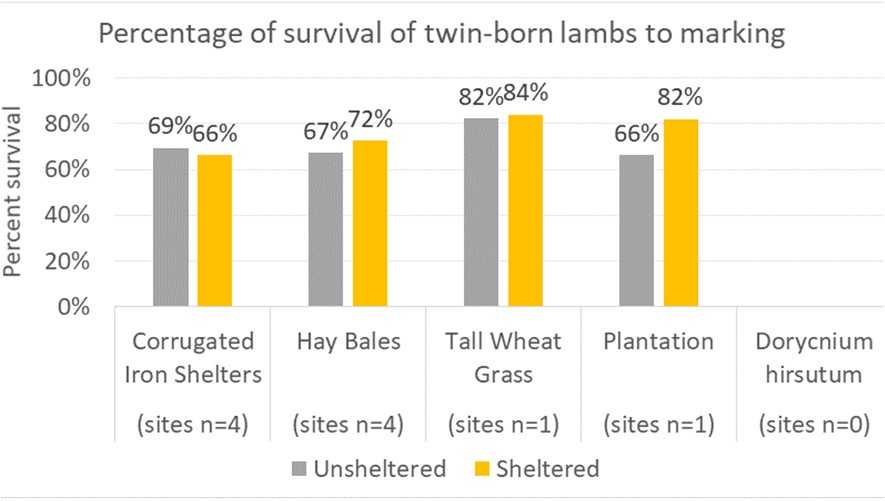 Percentage of survival of twin-born lambs to marking
Percent survival
100%
80%
60%
40%
20%
0%
69% 66%
67% 72%
82% 84%
66% 82%
Corrugated
Iron Shelters
(sites n=4)
Hay Bales
(sites n=4)
Tall Wheat
Grass
(sites n=1)
Plantation
(sites n=1)
Dorycnium
hirsutum
(sites n=0)
Unsheltered Sheltered